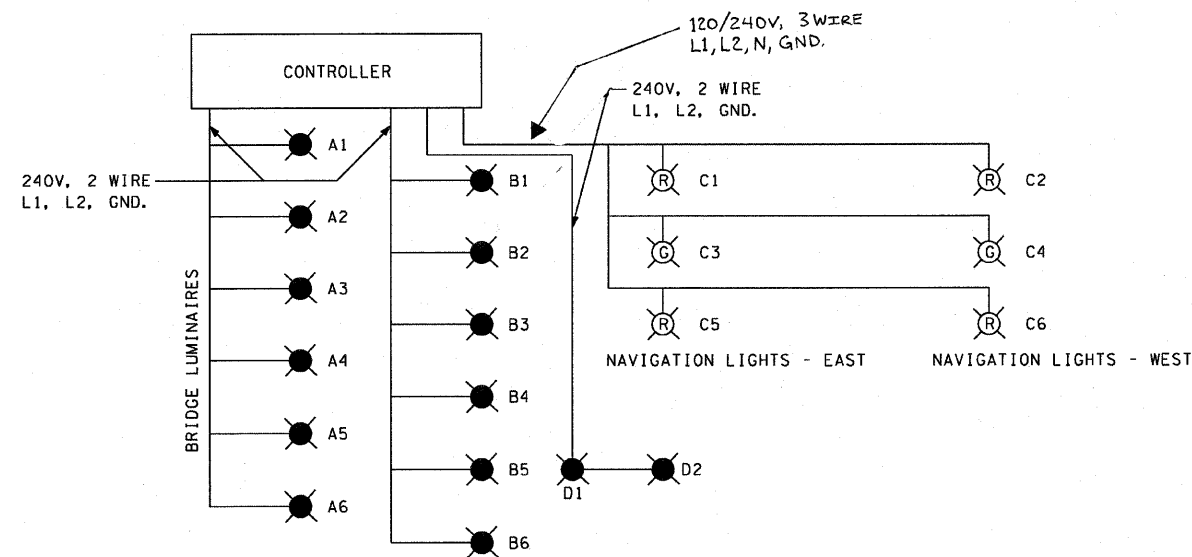 120/240V, 3 WIRE
L1, L2, N, GND.
CONTROLLER
240V, 2 WIRE
L1, L2, GND.
A1
240V, 2 WIRE
L1, L2, GND.
B1
R
C1
R
C2
A2
B2
G
C3
G
C4
A3
B3
R
C5
R
C6
BRIDGE LUMINAIRES
NAVIGATION LIGHTS - EAST
NAVIGATION LIGHTS - WEST
A4
B4
A5
B5
D1
D2
A6
B6